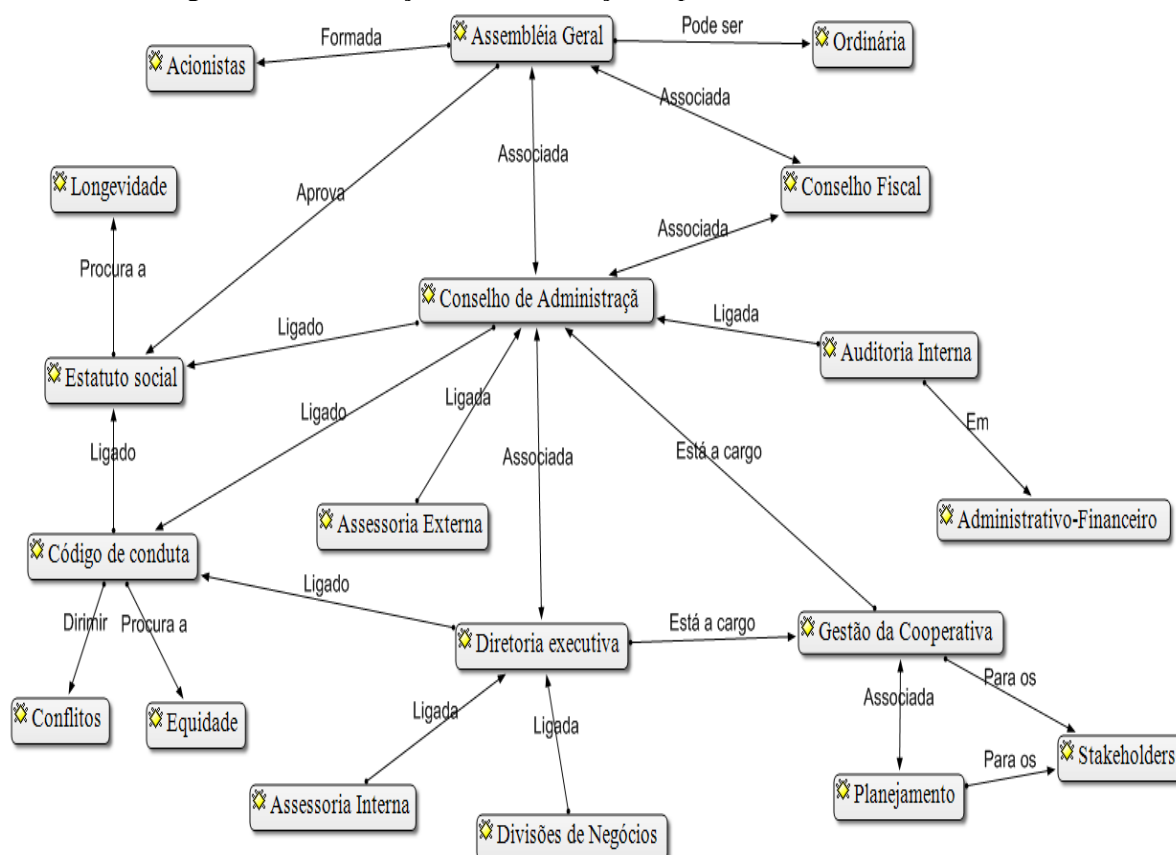 Formada
Assembléia Geral
Pode ser
Ordinária
Acionistas
Associada
Associada
Longevidade
Aprova
Conselho Fiscal
Associada
Procura a
Conselho de Administraçã
Ligado
Ligada
Auditoria Interna
Estatuto social
Ligado
Ligada
Em
Ligado
Associada
Está a cargo
Assessoria Externa
Administrativo-Financeiro
Código de conduta
Ligado
Dirimir
Procura a
Está a cargo
Gestão da Cooperativa
Diretoria executiva
Para os
Associada
Conflitos
Equidade
Ligada
Ligada
Para os
Stakeholders
Planejamento
Assessoria Interna
Divisões de Negócios